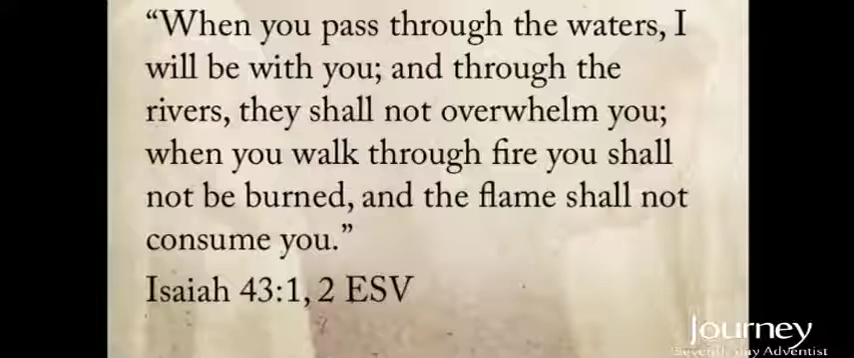 “When you pass through the waters, I
will be with you; and through the
rivers, they shall not overwhelm you;
when you walk through fire you shall
not be burned, and the flame shall not
consume you.”
Isaiah 43:1, 2 ESV
Journey
Seventh-day Adventist